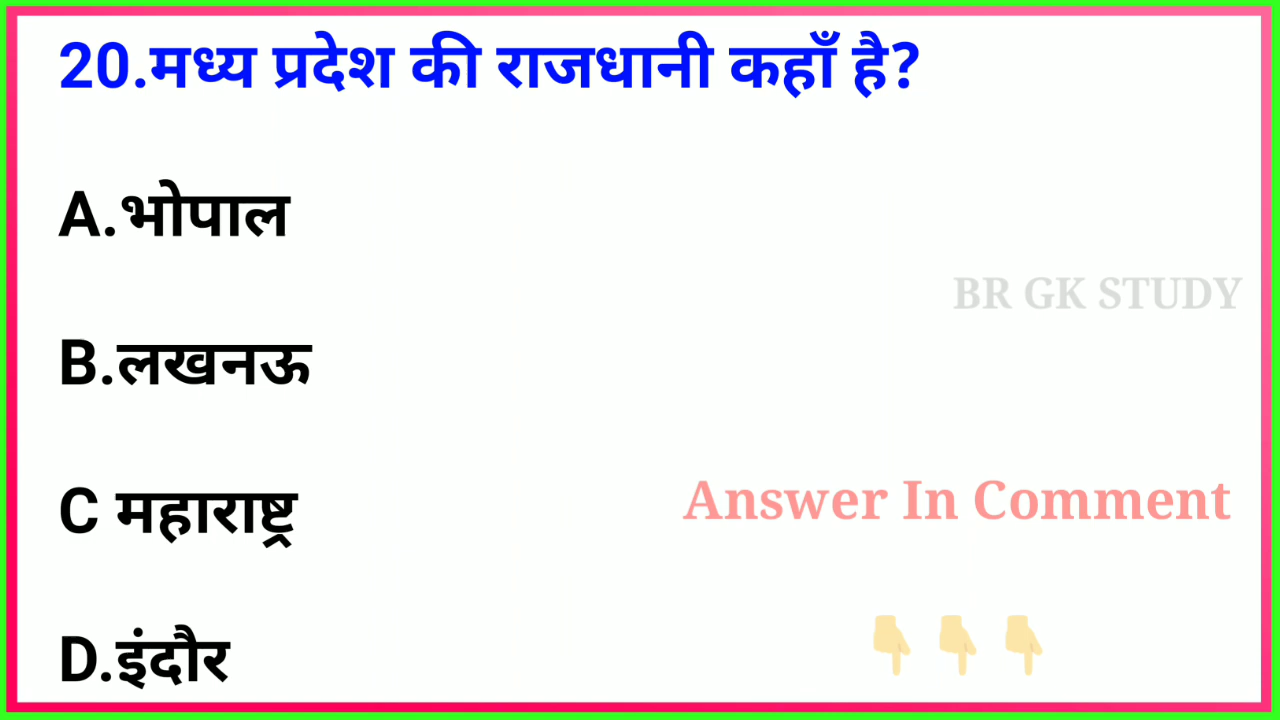 20.मध्य प्रदेश की राजधानी कहाँ है?
A.भोपाल
BR GK STUDY
B.लखनऊ
C महाराष्ट्र
Answer In Comment
D.इंदौर